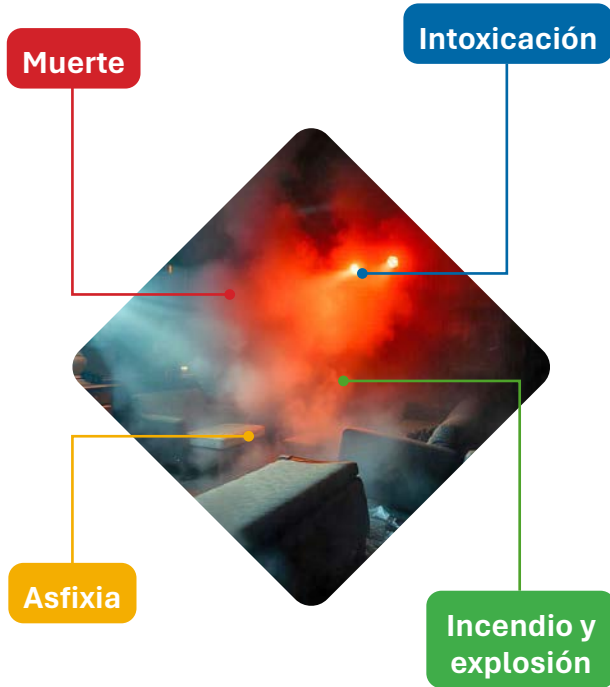 Intoxicación
Muerte
Asfixia
Incendio y
explosión